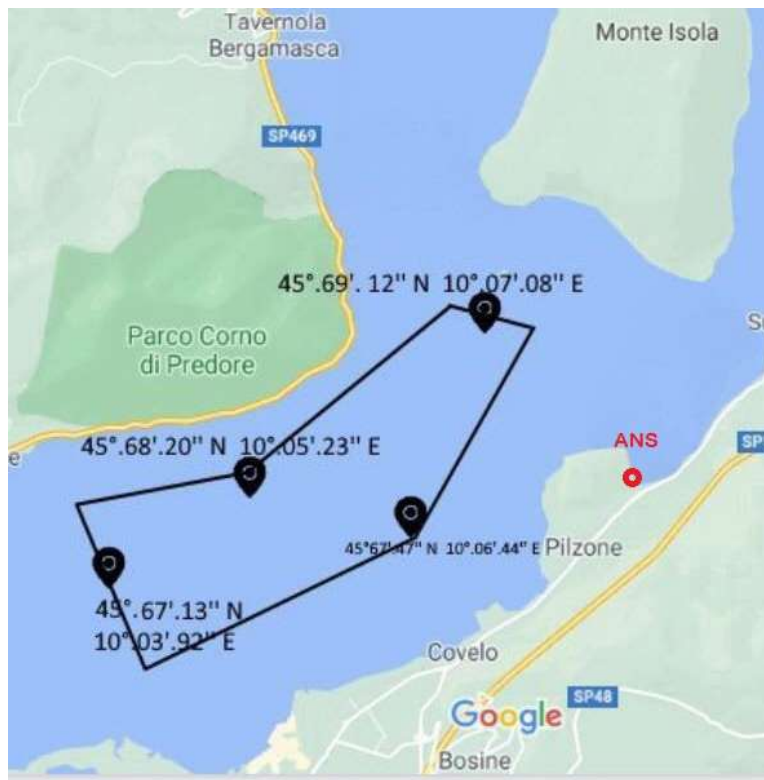 Tavernola
Bergamasca
Monte Isola
SP469
45°.69'. 12'' N 10°.07'.08'' E
Parco Corno
di Predore
S
ANS
45°.68'.20'' N 10°.05'.23'' E
SP
e
45°67'.47'' N 10°.06'.44'' E
Pilzone
45°.67'.13'' N
10°.03'.92'' E
Covelo
SP48
Google
Bosine